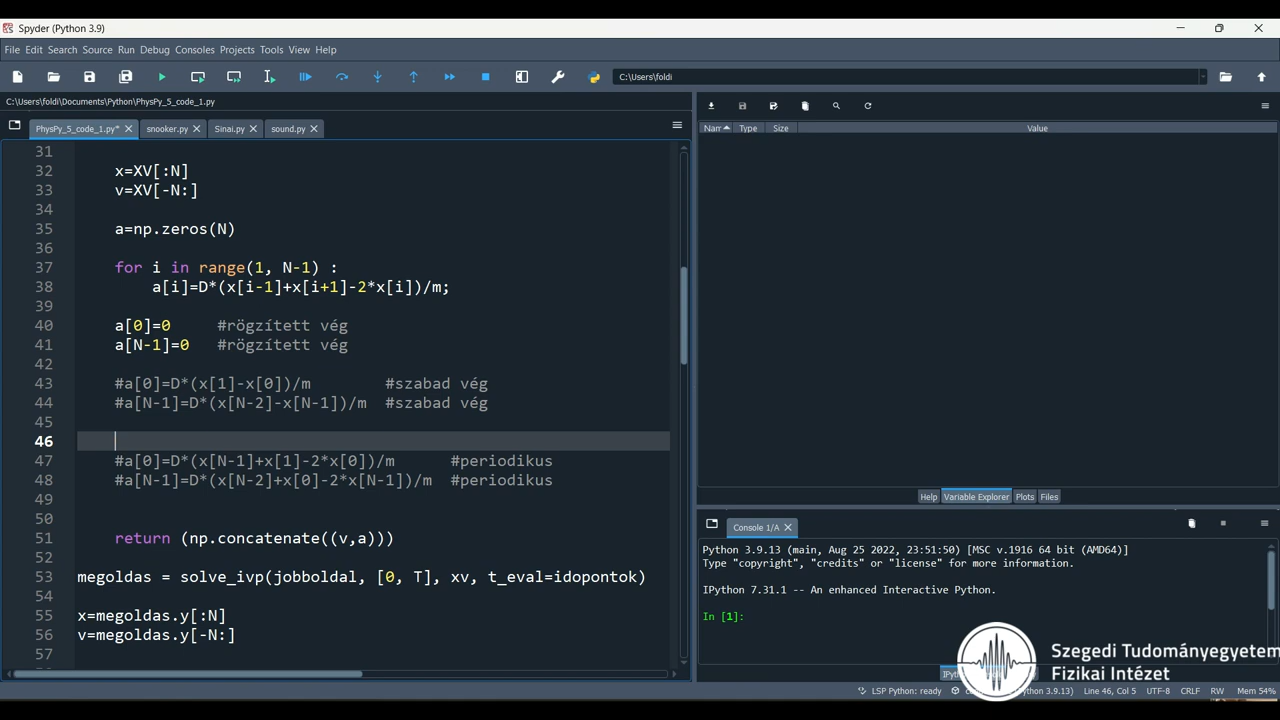 Spyder (Python 3.9)
File Edit Search Source Run Debug Consoles Projects Tools View Help
C:\Users\foldi
C:\Users\foldi\Documents\Python\PhysPy_5_code_1.py
PhysPy_5_code_1.py* snooker.py Sinai.py sound.py
31
32 x=XV[:N]
33 v=XV[-N:]
34
35 a=np.zeros(N)
36
37 for i in range(1, N-1) :
38 a[i]=D*(x[i-1]+x[i+1]-2*x[i])/m;
39
40 a[0]=0 #rögzített vég
41 a[N-1]=0 #rögzített vég
42
43 #a[0]=D*(x[1]-x[0])/m #szabad vég
44 #a[N-1]=D*(x[N-2]-x[N-1])/m #szabad vég
45
46
47 #a[0]=D*(x[N-1]+x[1]-2*x[0])/m #periodikus
48 #a[N-1]=D*(x[N-2]+x[0]-2*x[N-1])/m #periodikus
49
50
51 return (np.concatenate((v,a)))
52
53 megoldas = solve_ivp(jobboldal, [0, T], xv, t_eval=idopontok)
54
55 x=megoldas.y[:N]
56 v=megoldas.y[-N:]
57
Type Size Value
Help Variable Explorer Plots Files
Console 1/A
Python 3.9.13 (main, Aug 25 2022, 23:51:50) [MSC v.1916 64 bit (AMD64)]
Type "copyright", "credits" or "license" for more information.
IPython 7.31.1 -- An enhanced Interactive Python.
In [1]:
Szegedi Tudományegyetem
Fizikai Intézet
LSP Python: ready (Python 3.9.13) Line 46, Col 5 UTF-8 CRLF RW Mem 54%